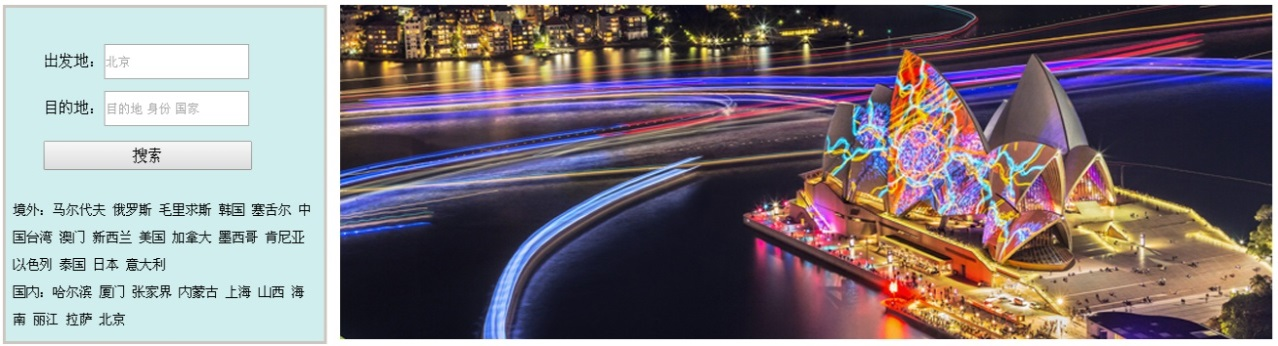 出发地： 北京
目的地： 目的地 身份 国家
搜索
境外：马尔代夫 俄罗斯 毛里求斯 韩国 塞舌尔 中
国台湾 澳门 新西兰 美国 加拿大 墨西哥 肯尼亚
以色列 泰国 日本 意大利
国内：哈尔滨 厦门 张家界 内蒙古 上海 山西 海
南 丽江 拉萨 北京